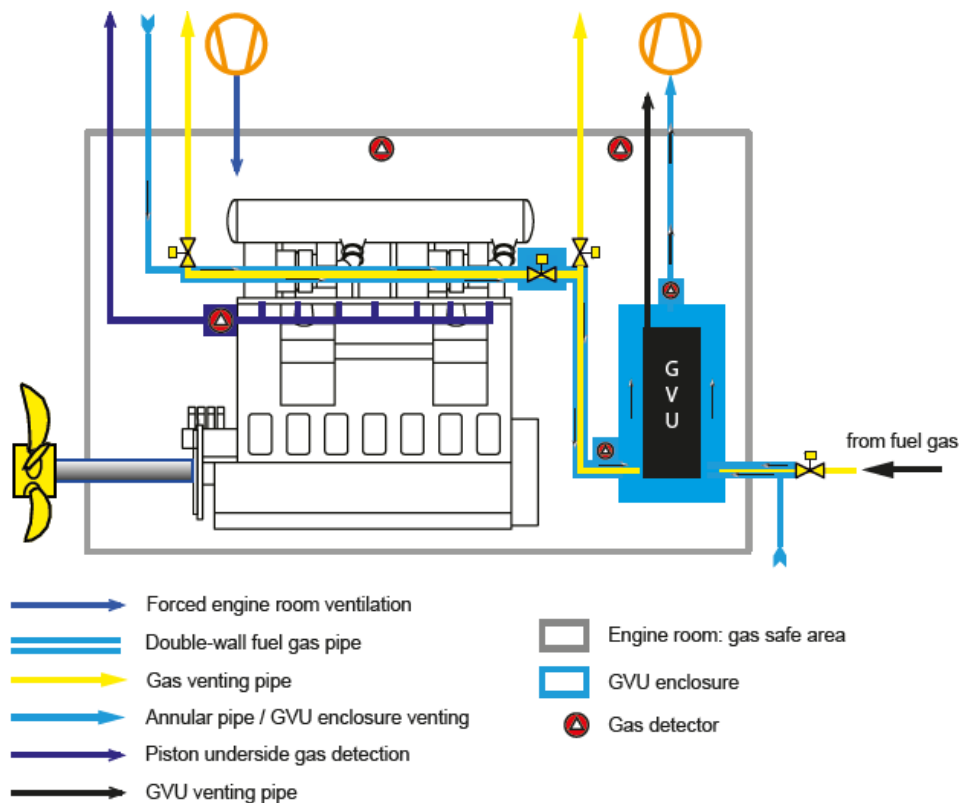 G
V
U
from fuel gas
Forced engine room ventilation
Double-wall fuel gas pipe
Gas venting pipe
Annular pipe / GVU enclosure venting
Piston underside gas detection
GVU venting pipe
Engine room: gas safe area
GVU enclosure
Gas detector